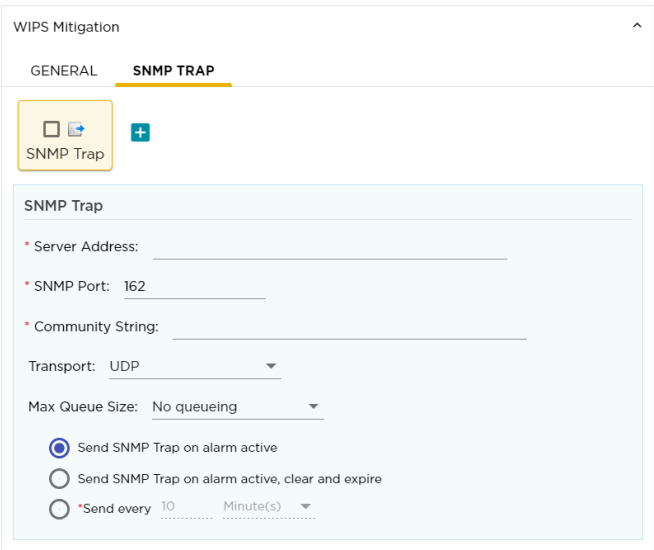 WIPS Mitigation
GENERAL SNMP TRAP
SNMP Trap
SNMP Trap
* Server Address:
* SNMP Port: 162
* Community String:
Transport: UDP
Max Queue Size: No queueing
Send SNMP Trap on alarm active
Send SNMP Trap on alarm active, clear and expire
*Send every 10 Minute(s)